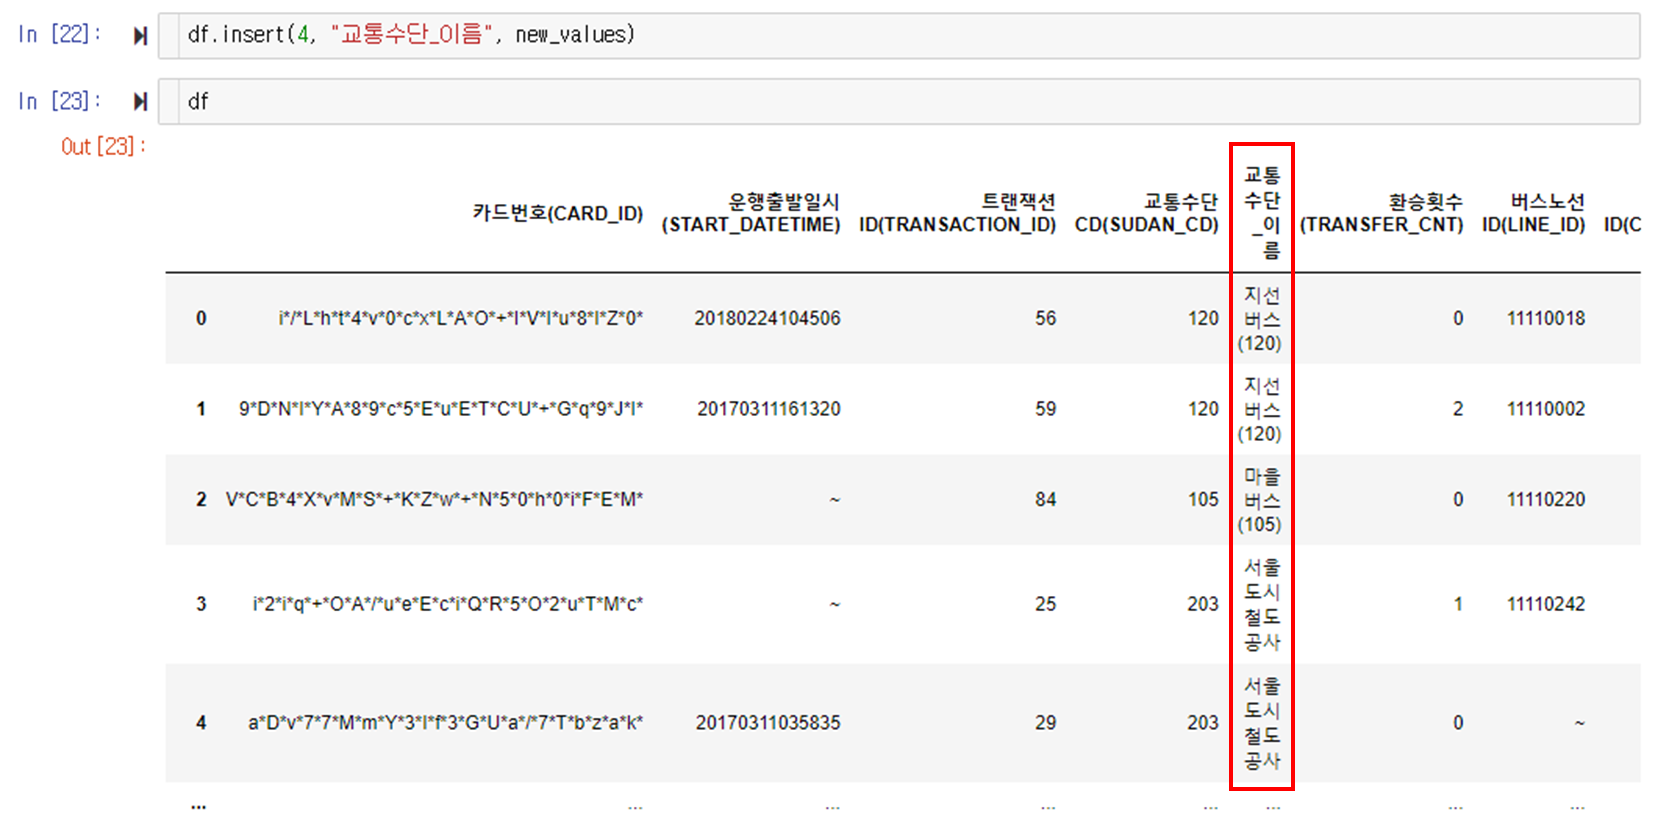 In [22]: df.insert(4, "교통수단_이름", new_values)
In [23]: df
Out[23]:
카드번호(CARD_ID)
운행출발일시
(START_DATETIME)
트랜잭션
ID(TRANSACTION_ID)
교통수단
CD(SUDAN_CD)
교통
수단
_이
름
환승횟수
(TRANSFER_CNT)
버스노선
ID(LINE_ID)
ID(C
0 i*/*L*h*t*4*v*0*c*x*L*A*O*+*I*V*I*u*8*I*Z*0* 20180224104506 56 120
지선
버스
(120)
0 11110018
1 9*D*N*I*Y*A*8*9*c*5*E*u*E*T*C*U*+*G*q*9*J*I* 20170311161320 59 120
지선
버스
(120)
2 11110002
2 V*C*B*4*X*v*M*S*+*K*Z*w*+*N*5*0*h*0*i*F*E*M* ~ 84 105
마을
버스
(105)
0 11110220
3 i*2*i*q*+*O*A*/*u*e*E*c*i*Q*R*5*O*2*u*T*M*c* ~ 25 203
서울
도시
철도
공사
1 11110242
4 a*D*v*7*7*M*m*Y*3*I*f*3*G*U*a*/*7*T*b*z*a*k* 20170311035835 29 203
서울
도시
철도
공사
0 ~
... ... ... ... ... ... ... ...